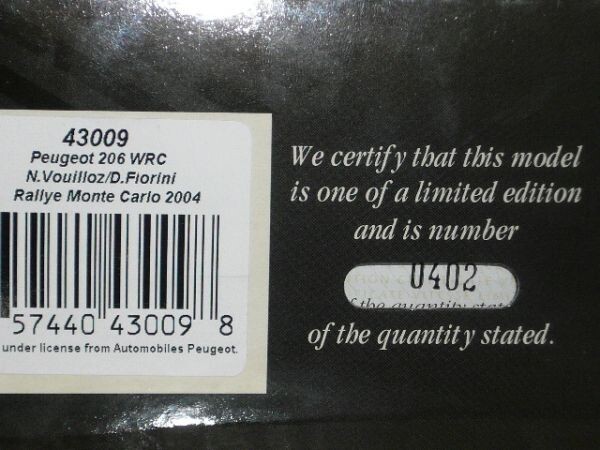 43009
Peugeot 206 WRC
N.Vouilloz/D.Fiorini
Rallye Monte Carlo 2004
57440 43009 8
under license from Automobiles Peugeot.
We certify that this model
is one of a limited edition
and is number
0402
of the quantity stated.